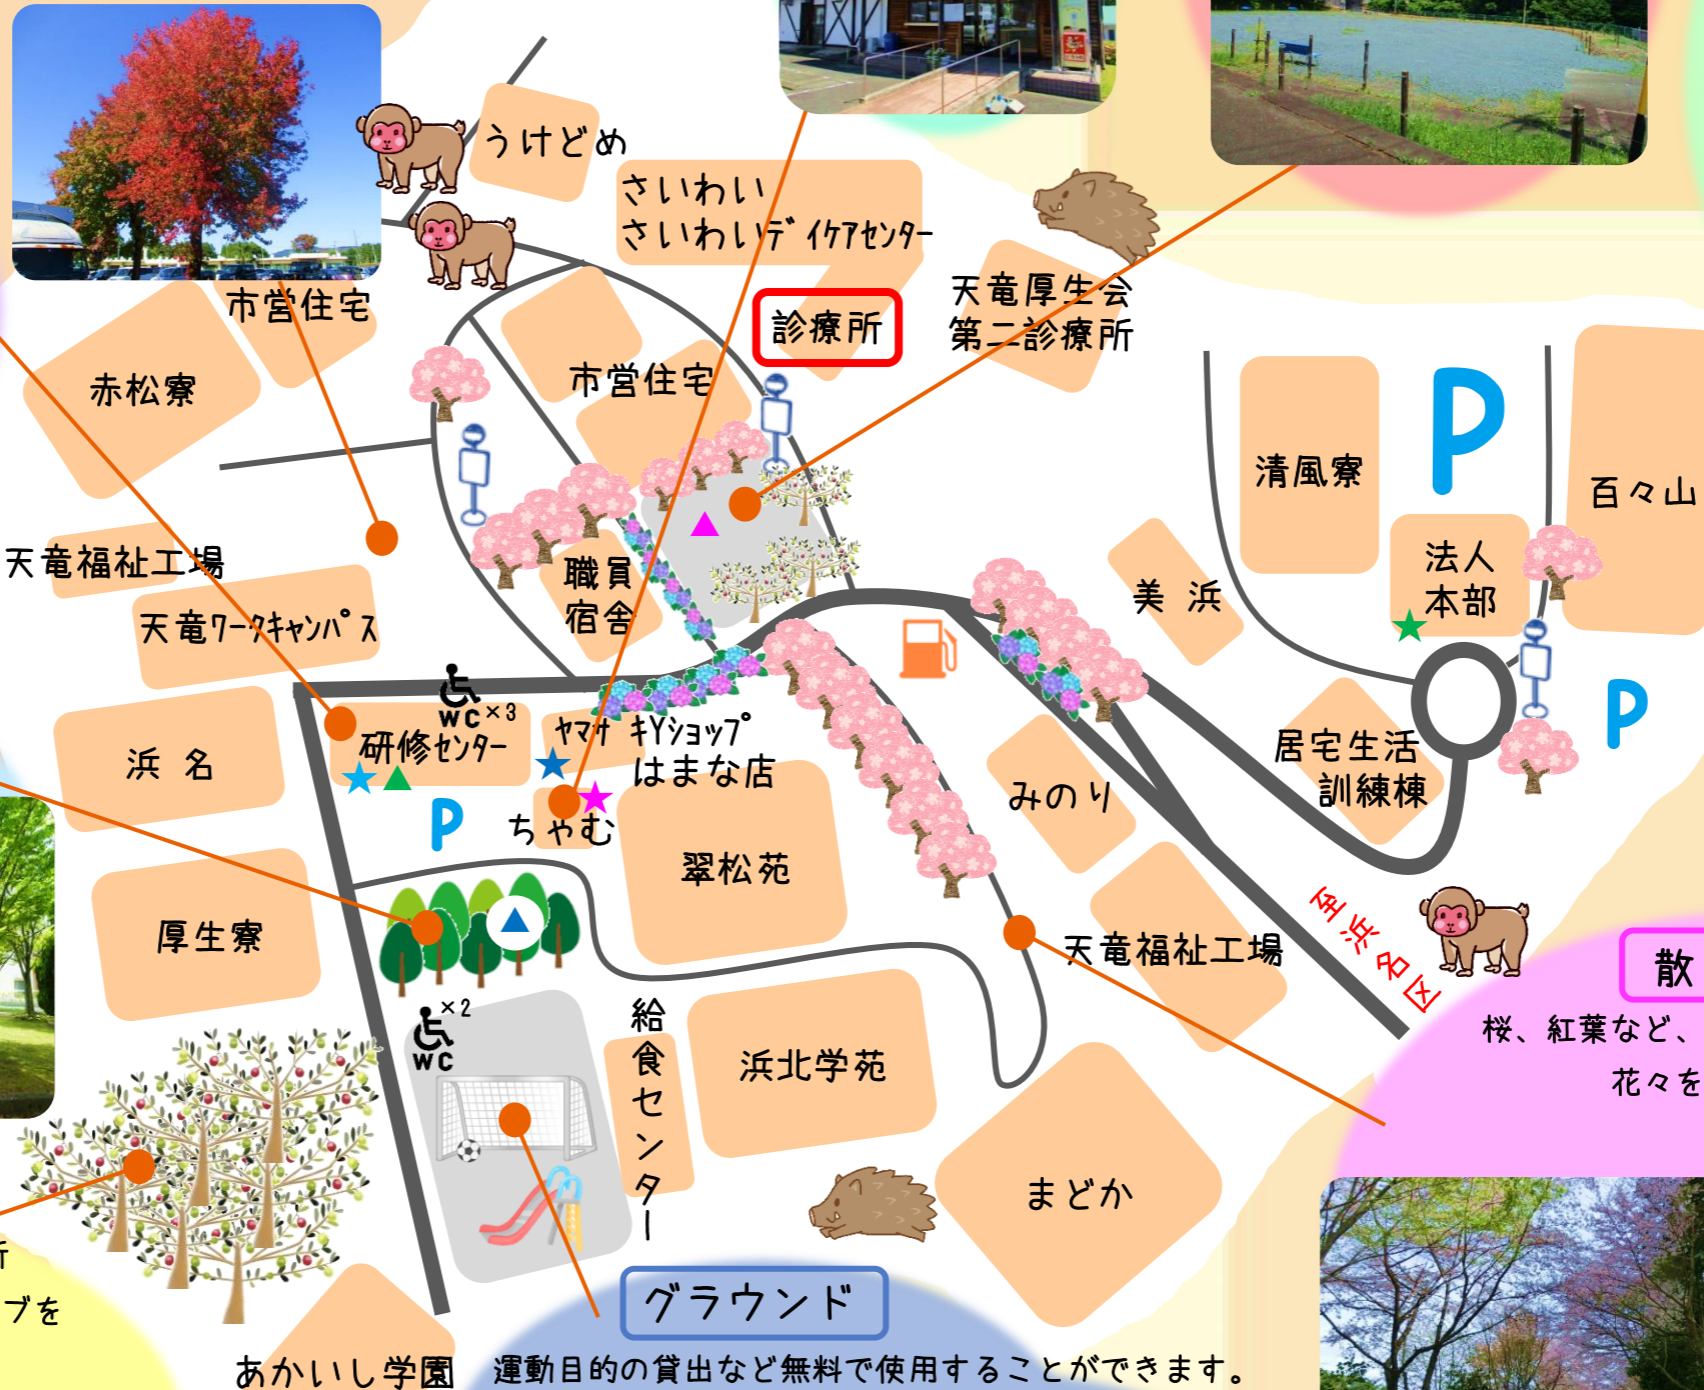 うけどめ
さいわい
さいわいデイケアセンター
市営住宅
診療所
天竜厚生会
第二診療所
赤松寮
市営住宅
清風寮
P
百々山
天竜福祉工場
職員
宿舎
法人
本部
美浜
天竜ワークキャンパス
WC×3
研修センター
ヤマザキYショップ
はまな店
浜名
居宅生活
訓練棟
P
みのり
P
ちゃむ
翠松苑
厚生寮
至浜名区
天竜福祉工場
散
桜、紅葉など、
花々を
×2
WC
給食センター
浜北学苑
まどか
ブを
グラウンド
あかいし学園
運動目的の貸出など無料で使用することができます。